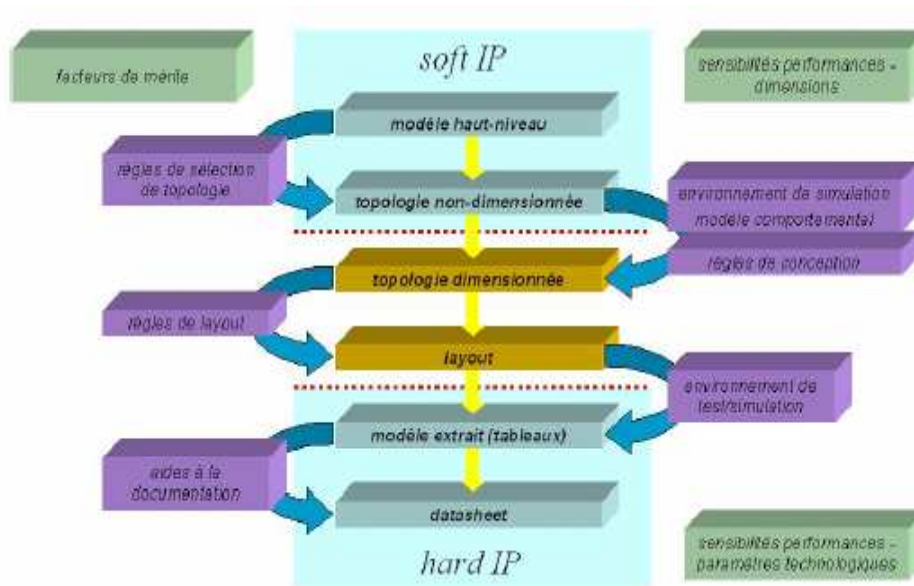 facteurs de mérite
soft IP
sensibilités performances –
dimensions
modèle haut-niveau
règles de sélection
de topologie
topologie non-dimensionnée
environnement de simulation
modèle comportemental
règles de conception
topologie dimensionnée
règles de layout
layout
environnement de
test/simulation
modèle extrait (tableaux)
aides à la
documentation
datasheet
hard IP
sensibilités performances –
paramètres technologiques